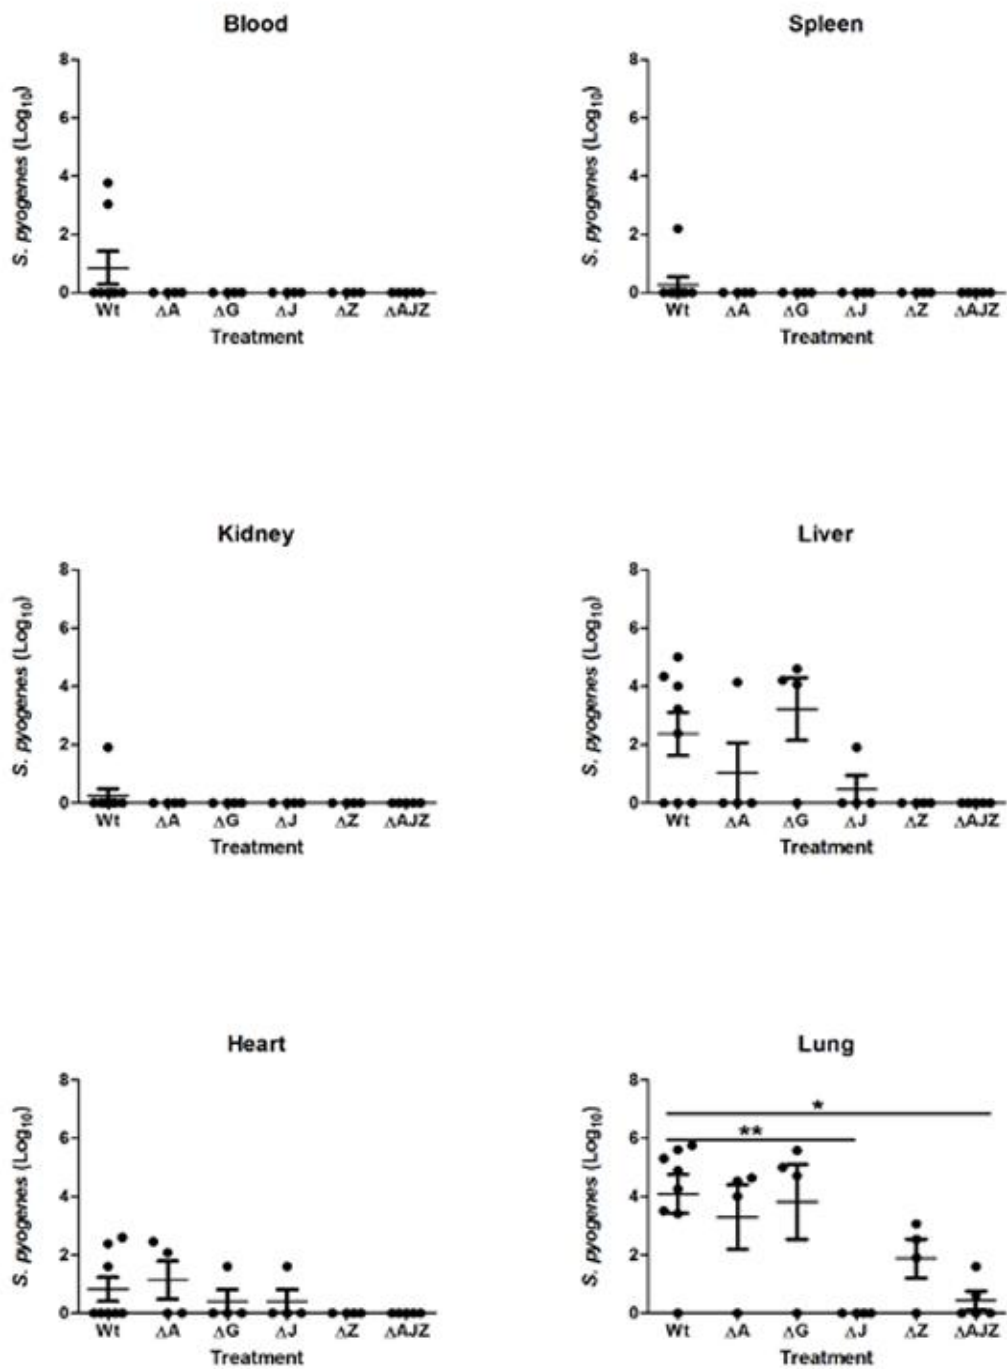 Blood
S. pyogenes (Log10)
8
6
4
2
0
Wt ΔA ΔG ΔJ ΔZ ΔAJZ
Treatment
Spleen
S. pyogenes (Log10)
8
6
4
2
0
Wt ΔA ΔG ΔJ ΔZ ΔAJZ
Treatment
Kidney
S. pyogenes (Log10)
8
6
4
2
0
Wt ΔA ΔG ΔJ ΔZ ΔAJZ
Treatment
Liver
S. pyogenes (Log10)
8
6
4
2
0
Wt ΔA ΔG ΔJ ΔZ ΔAJZ
Treatment
Heart
S. pyogenes (Log10)
8
6
4
2
0
Wt ΔA ΔG ΔJ ΔZ ΔAJZ
Treatment
Lung
S. pyogenes (Log10)
8
*
6
**
4
2
0
Wt ΔA ΔG ΔJ ΔZ ΔAJZ
Treatment